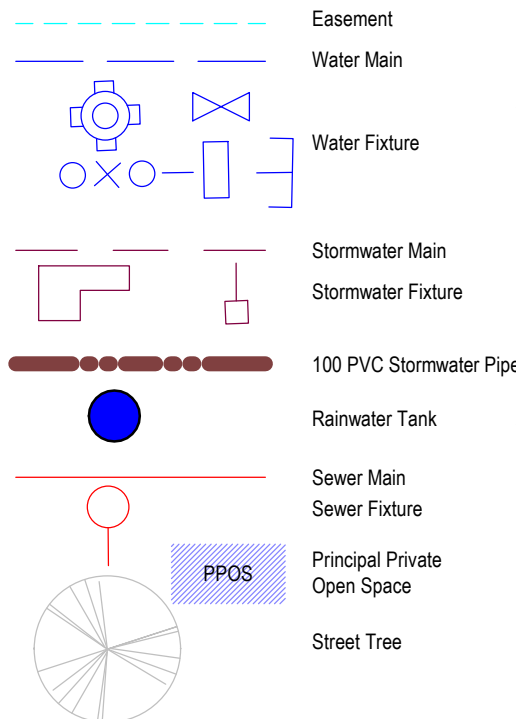 Easement
Water Main
Water Fixture
Stormwater Main
Stormwater Fixture
100 PVC Stormwater Pipe
Rainwater Tank
Sewer Main
Sewer Fixture
PPOS
Principal Private
Open Space
Street Tree